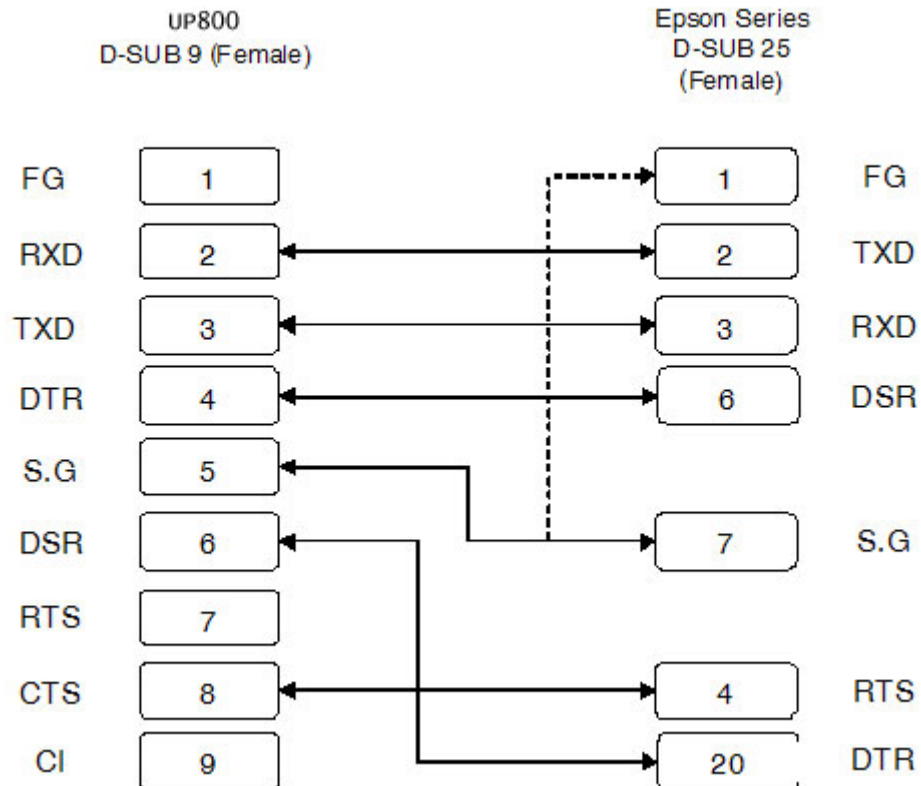 UP800
D-SUB 9 (Female)
Epson Series
D-SUB 25
(Female)
FG 1 1 FG
RXD 2 2 TXD
TXD 3 3 RXD
DTR 4 6 DSR
S.G 5
DSR 6 7 S.G
RTS 7
CTS 8 4 RTS
CI 9 20 DTR